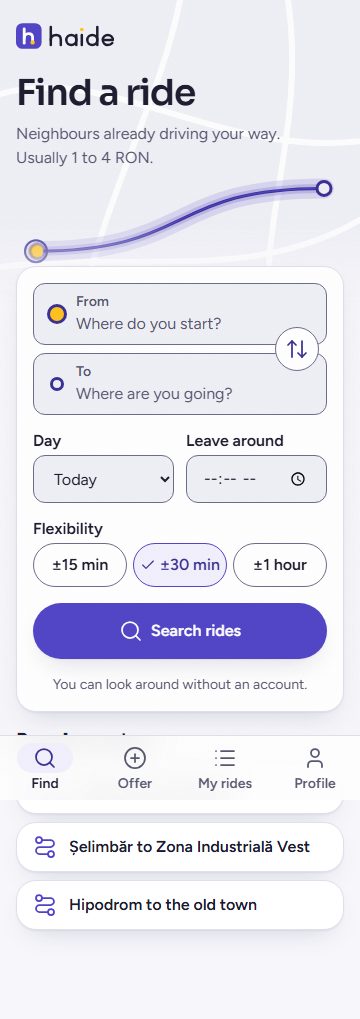 haide
Find a ride
Neighbours already driving your way.
Usually 1 to 4 RON.
From
Where do you start?
To
Where are you going?
Day
Leave around
Today
--:-- --
Flexibility
±15 min
±30 min
±1 hour
Search rides
You can look around without an account.
Find
Offer
My rides
Profile
Șelimbăr to Zona Industrială Vest
Hipodrom to the old town